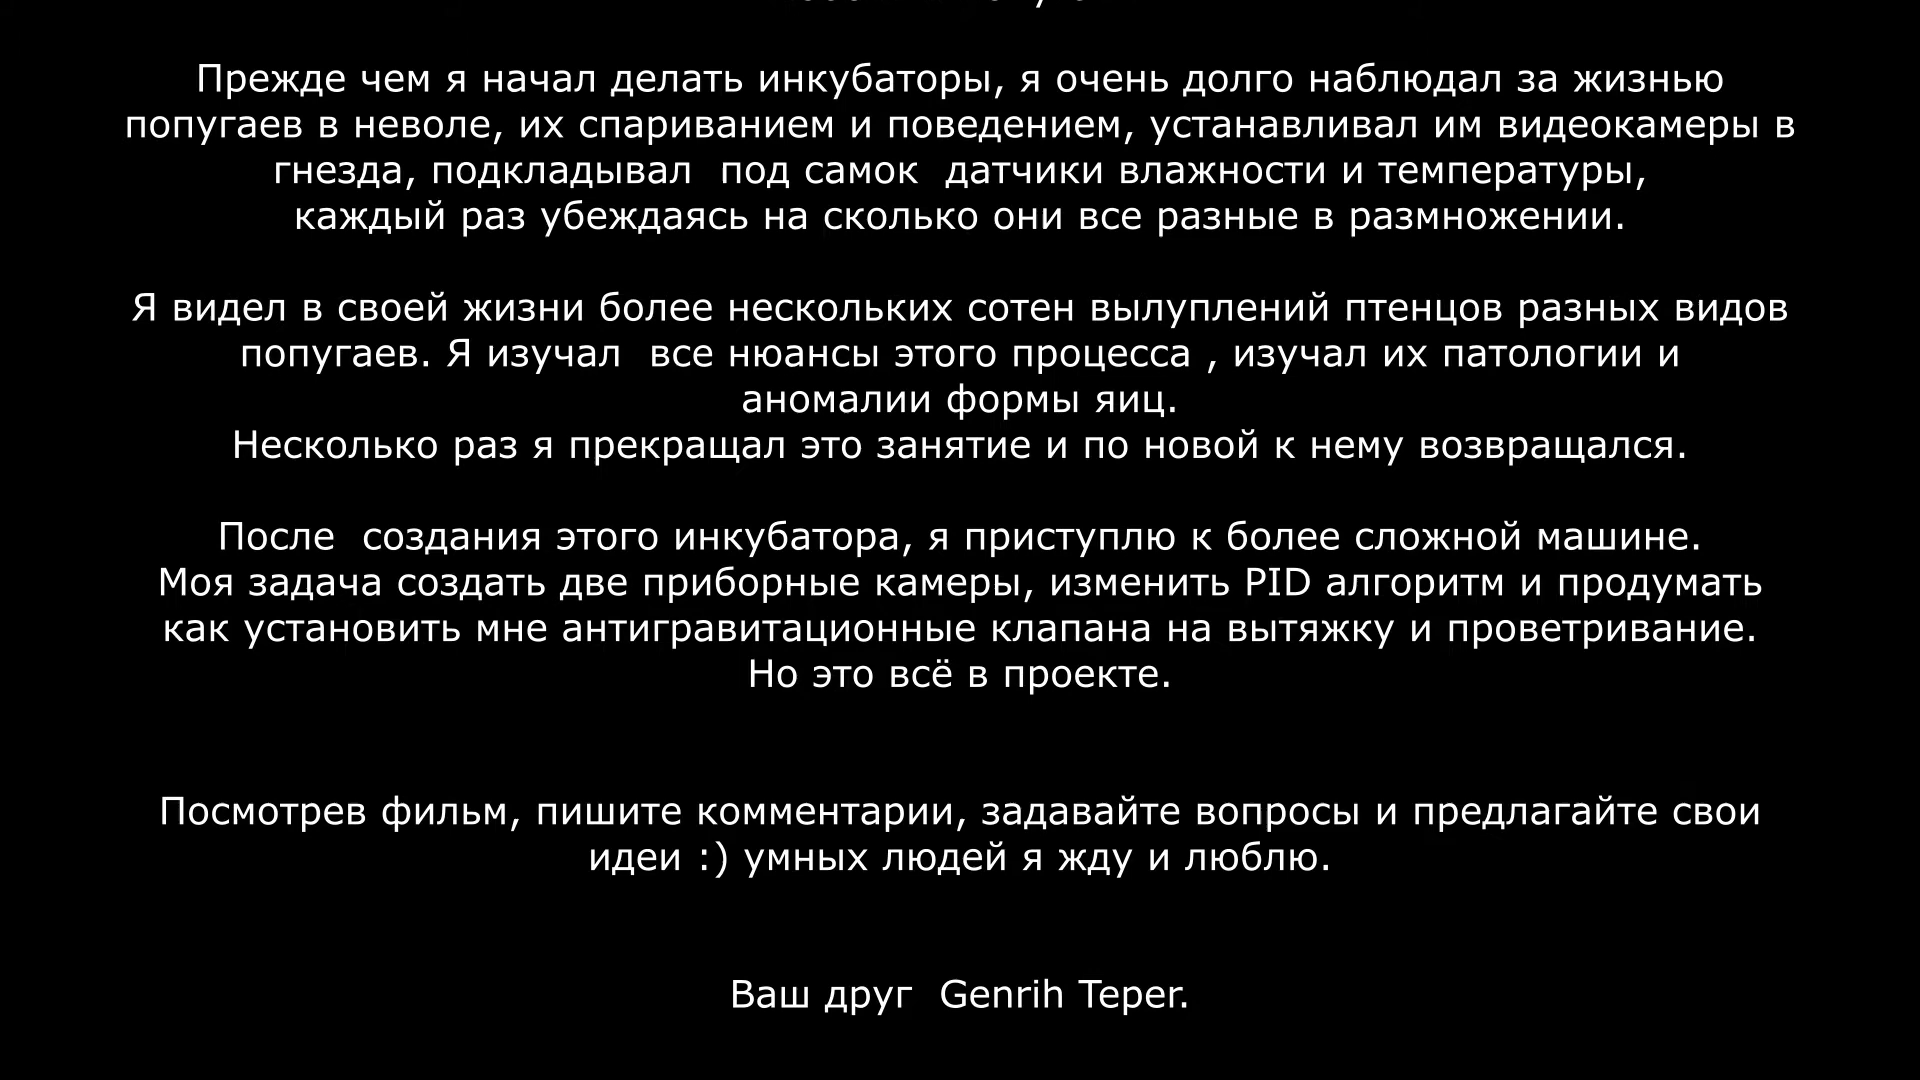 Прежде чем я начал делать инкубаторы, я очень долго наблюдал за жизнью
попугаев в неволе, их спариванием и поведением, устанавливал им видеокамеры в
гнезда, подкладывал  под самок  датчики влажности и температуры,
каждый раз убеждаясь на сколько они все разные в размножении.
Я видел в своей жизни более нескольких сотен вылуплений птенцов разных видов
попугаев. Я изучал  все нюансы этого процесса , изучал их патологии и
аномалии формы яиц.
Несколько раз я прекращал это занятие и по новой к нему возвращался.
После  создания этого инкубатора, я приступлю к более сложной машине.
Моя задача создать две приборные камеры, изменить PID алгоритм и продумать
как установить мне антигравитационные клапана на вытяжку и проветривание.
Но это всё в проекте.
Посмотрев фильм, пишите комментарии, задавайте вопросы и предлагайте свои
идеи :) умных людей я жду и люблю.
Ваш друг  Genrih Teper.